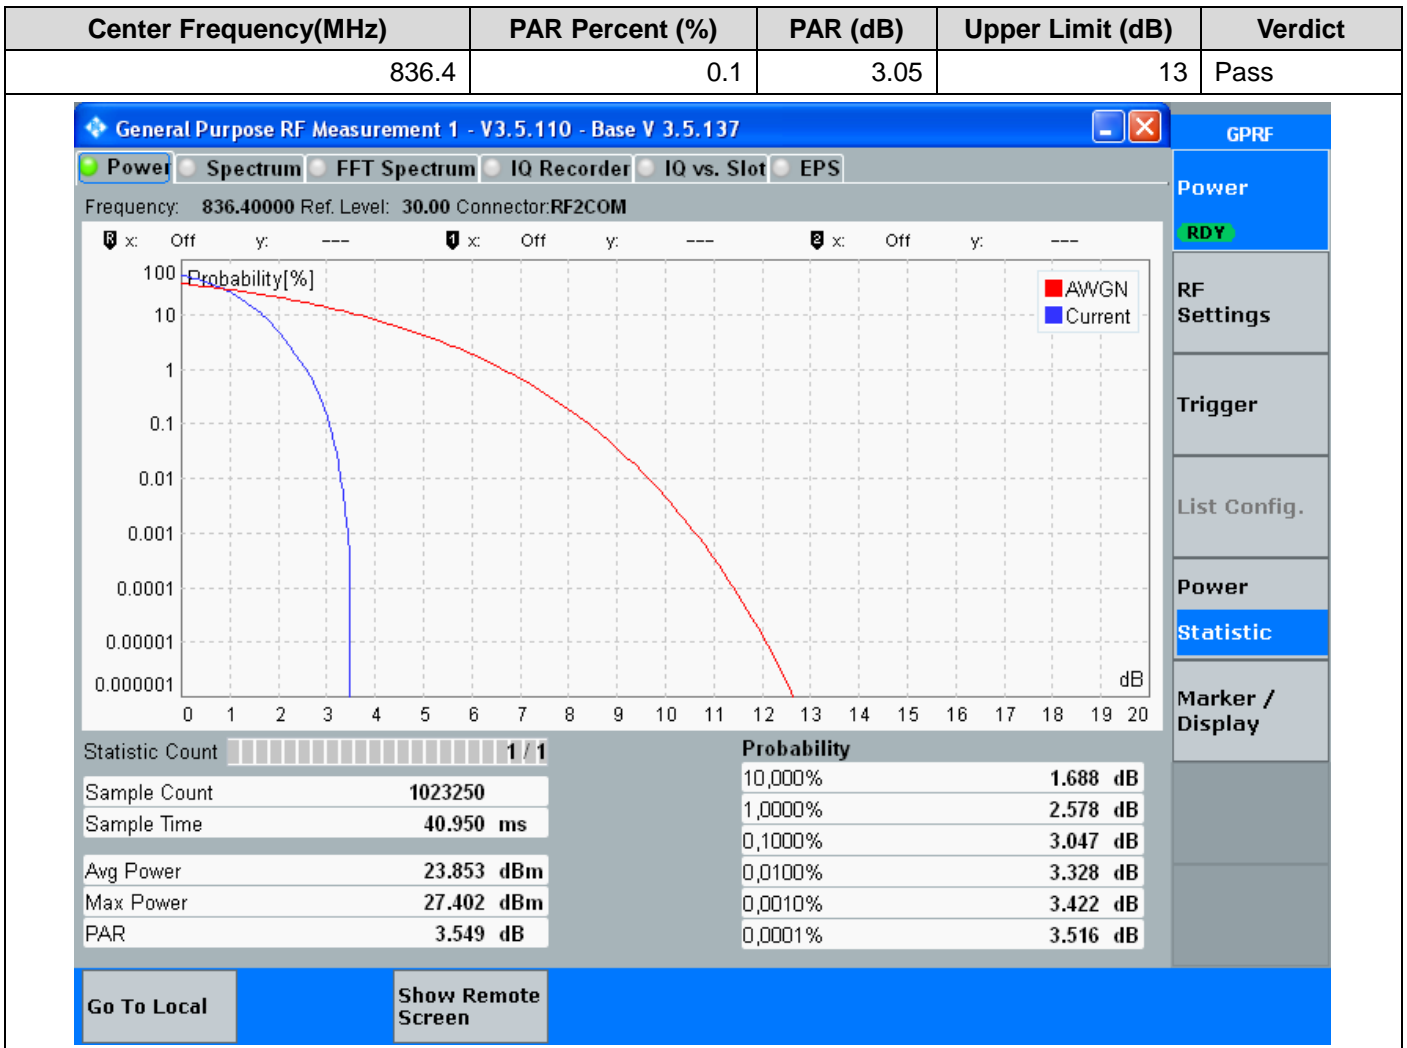 Center Frequency(MHz) PAR Percent (%) PAR (dB) Upper Limit (dB) Verdict
836.4 0.1 3.05 13 Pass
General Purpose RF Measurement 1 - V3.5.110 - Base V 3.5.137
GPRF
Power Spectrum FFT Spectrum IQ Recorder IQ vs. Slot EPS
Power
RDY
Frequency: 836.40000 Ref. Level: 30.00 Connector:RF2COM
R x: Off y: --- 1 x: Off y: --- 2 x: Off y: ---
100 Probability[%]
AWGN
Current
10
1
0.1
0.01
0.001
0.0001
0.00001
0.000001
dB
0 1 2 3 4 5 6 7 8 9 10 11 12 13 14 15 16 17 18 19 20
RF
Settings
Trigger
List Config.
Power
Statistic
Marker /
Display
Statistic Count 1 / 1
Sample Count 1023250
Sample Time 40.950 ms
Avg Power 23.853 dBm
Max Power 27.402 dBm
PAR 3.549 dB
Probability
10,000% 1.688 dB
1,0000% 2.578 dB
0,1000% 3.047 dB
0,0100% 3.328 dB
0,0010% 3.422 dB
0,0001% 3.516 dB
Go To Local
Show Remote
Screen